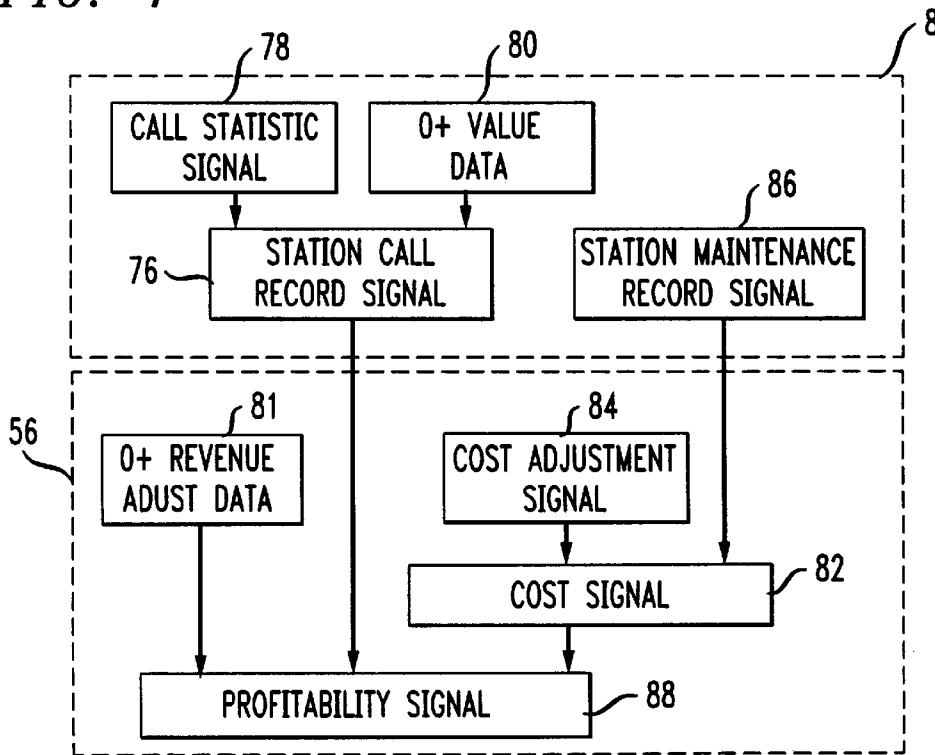 78
80
8
CALL STATISTIC
SIGNAL
0+ VALUE
DATA
86
76
STATION CALL
RECORD SIGNAL
STATION MAINTENANCE
RECORD SIGNAL
56
81
84
0+ REVENUE
ADUST DATA
COST ADJUSTMENT
SIGNAL
COST SIGNAL
82
PROFITABILITY SIGNAL
88